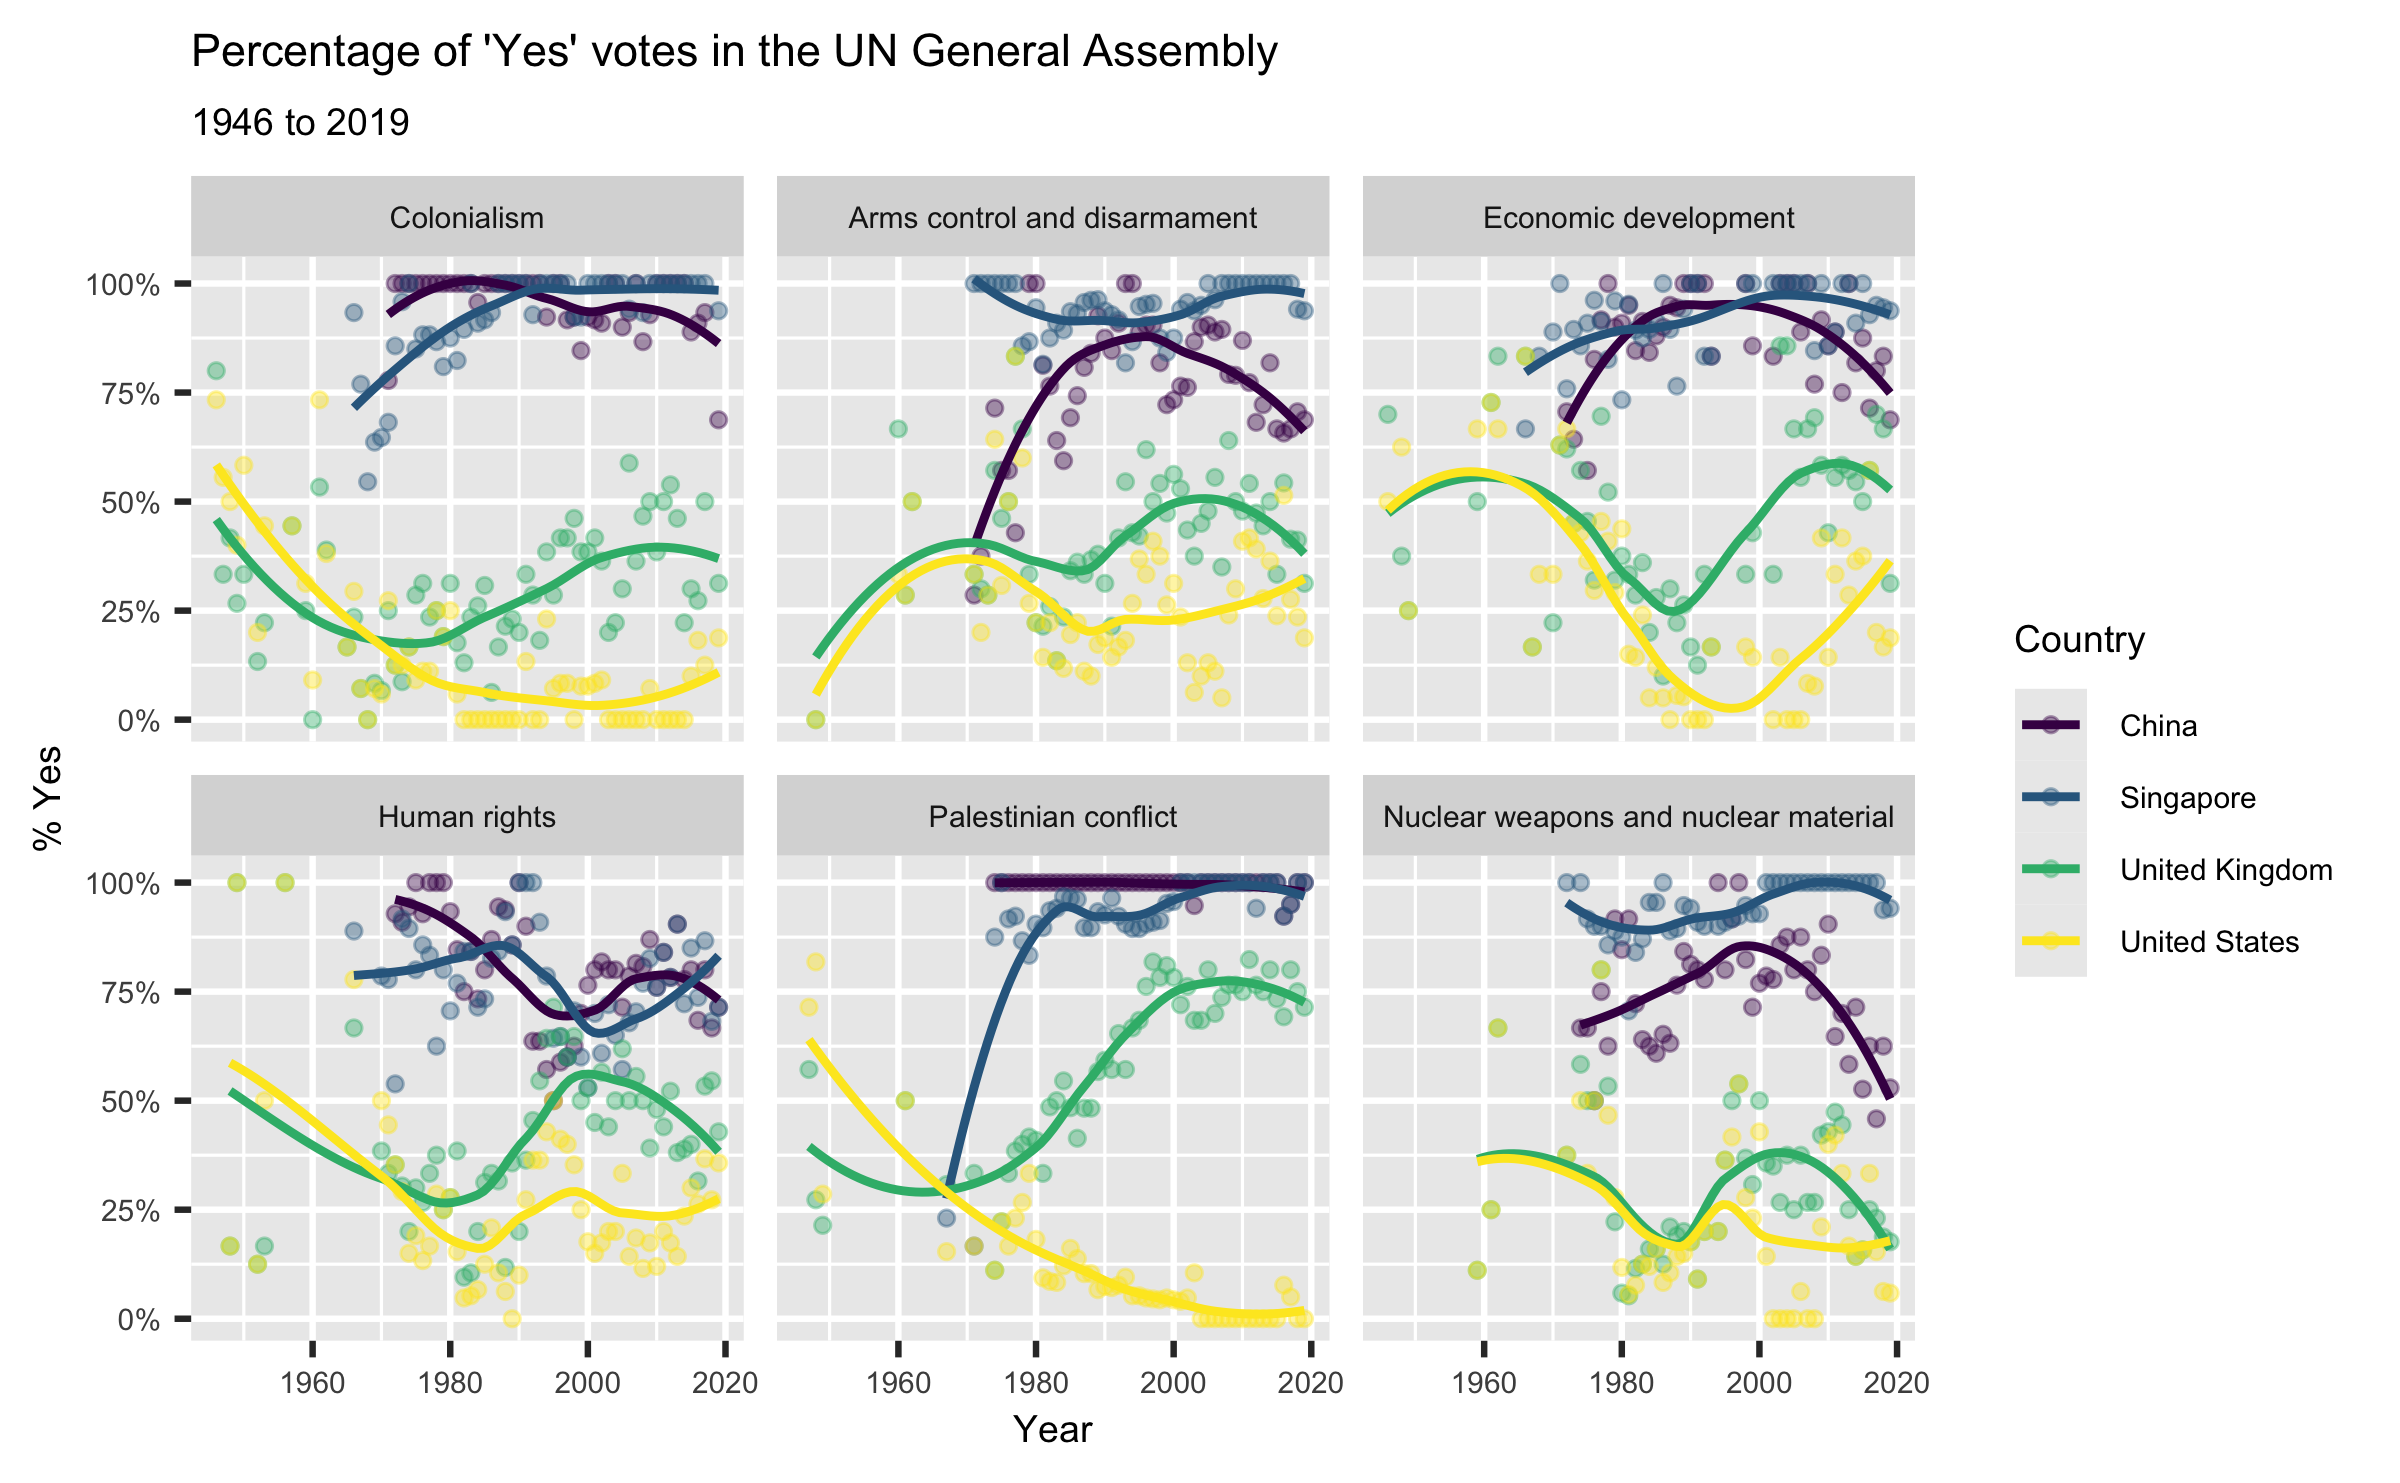 Percentage of 'Yes' votes in the UN General Assembly
1946 to 2019
Colonialism
Arms control and disarmament
Economic development
100%
75%
50%
25%
0%
Human rights
Palestinian conflict
Nuclear weapons and nuclear material
100%
75%
50%
25%
0%
1960 1980 2000 2020
1960 1980 2000 2020
1960 1980 2000 2020
% Yes
Year
Country
China
Singapore
United Kingdom
United States